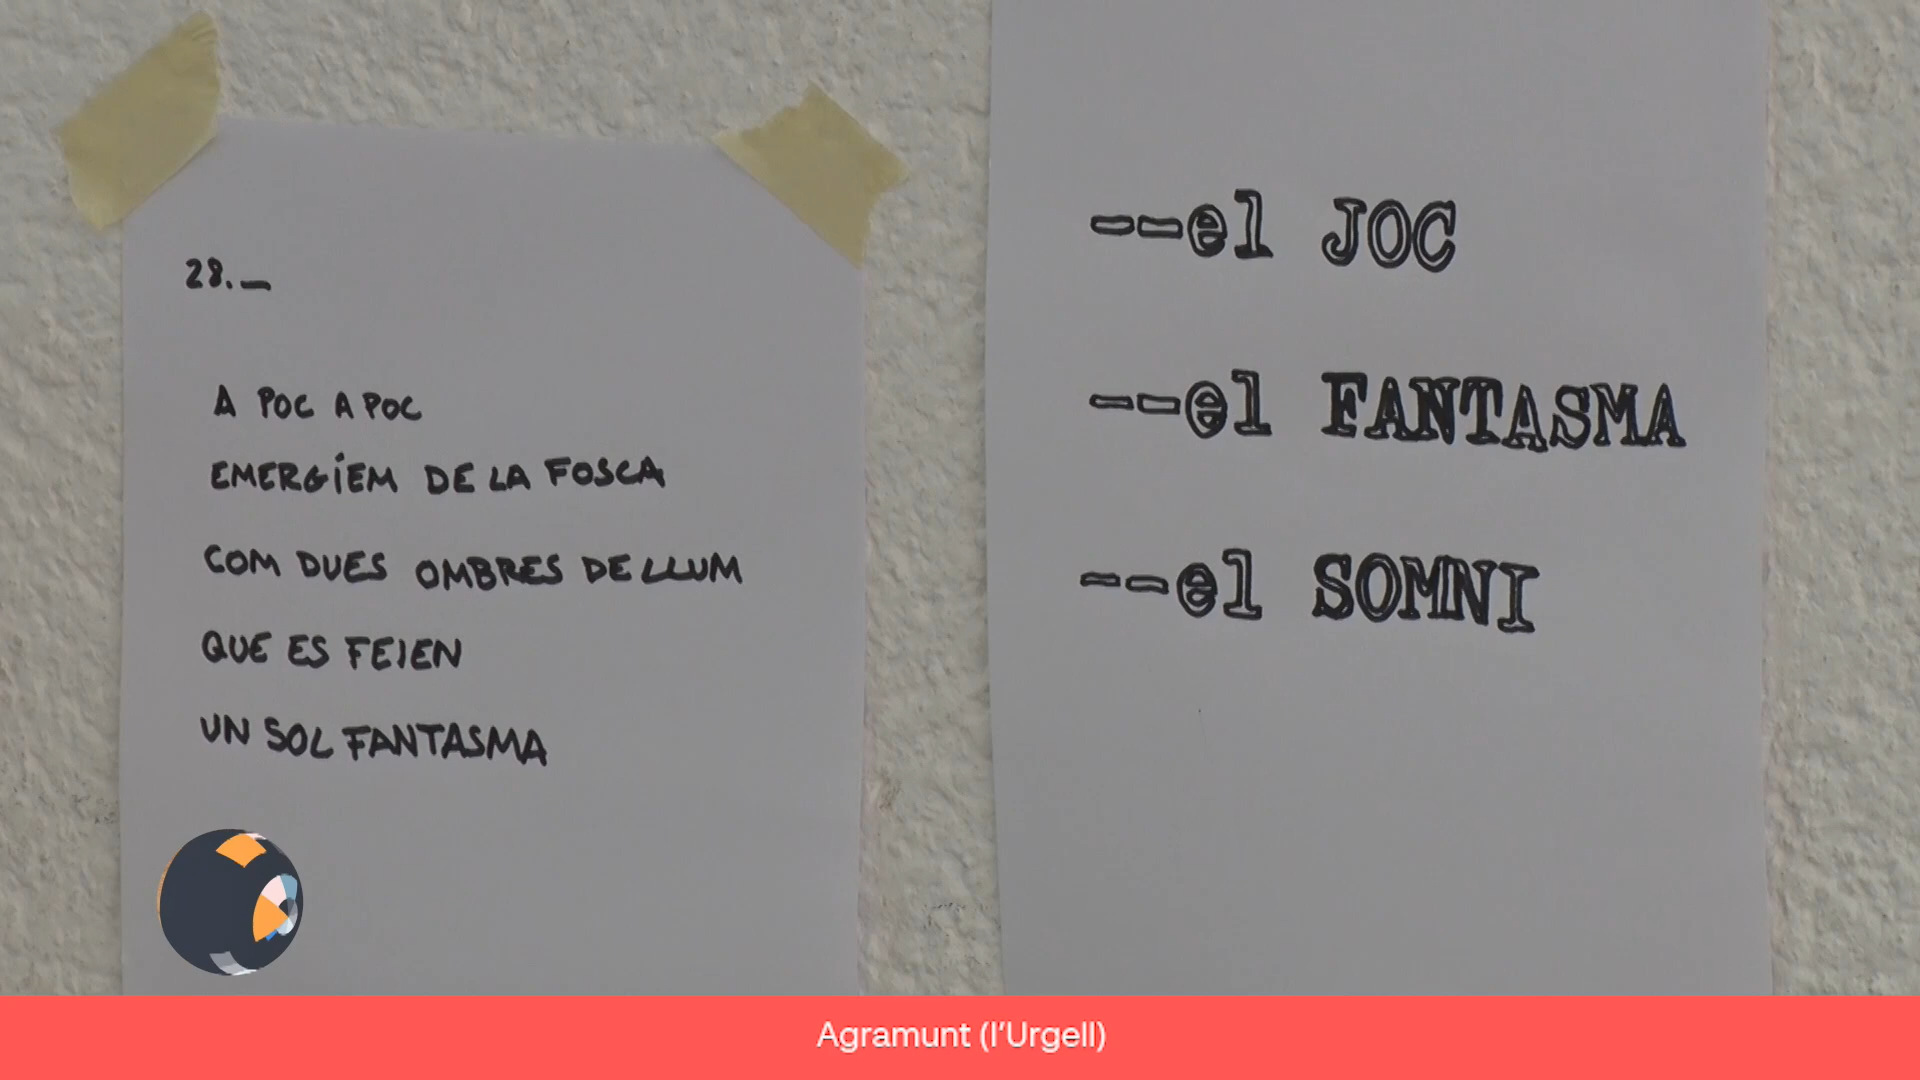 28._
A POC A POC
EMERGÍEM DE LA FOSCA
COM DUES OMBRES DE LLUM
QUE ES FEIEN
UN SOL FANTASMA
--el JOC
--el FANTASMA
--el SOMNI
Agramunt (l'Urgell)